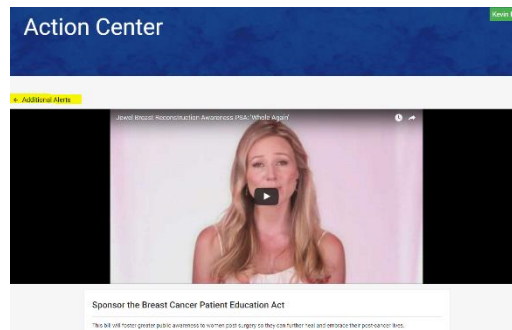 Action Center
Kevin
← Additional Alerts
Jewel Breast Reconstruction Awareness PSA: 'Whole Again'
Sponsor the Breast Cancer Patient Education Act
This bill will foster greater public awareness to women post-surgery so they can further heal and embrace their post-cancer lives.